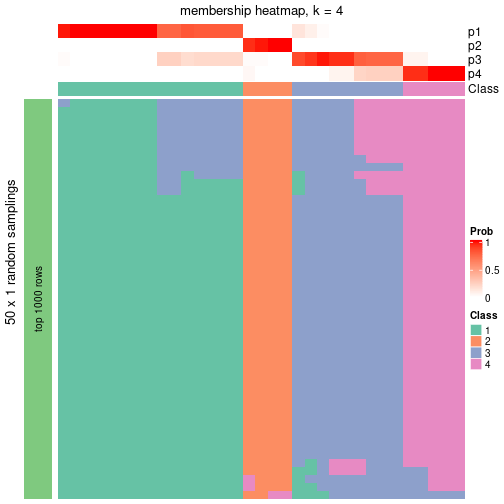 membership heatmap, k = 4
p1
p2
p3
p4
Class
50 x 1 random samplings
top 1000 rows
Prob
1
0.5
0
Class
1
2
3
4